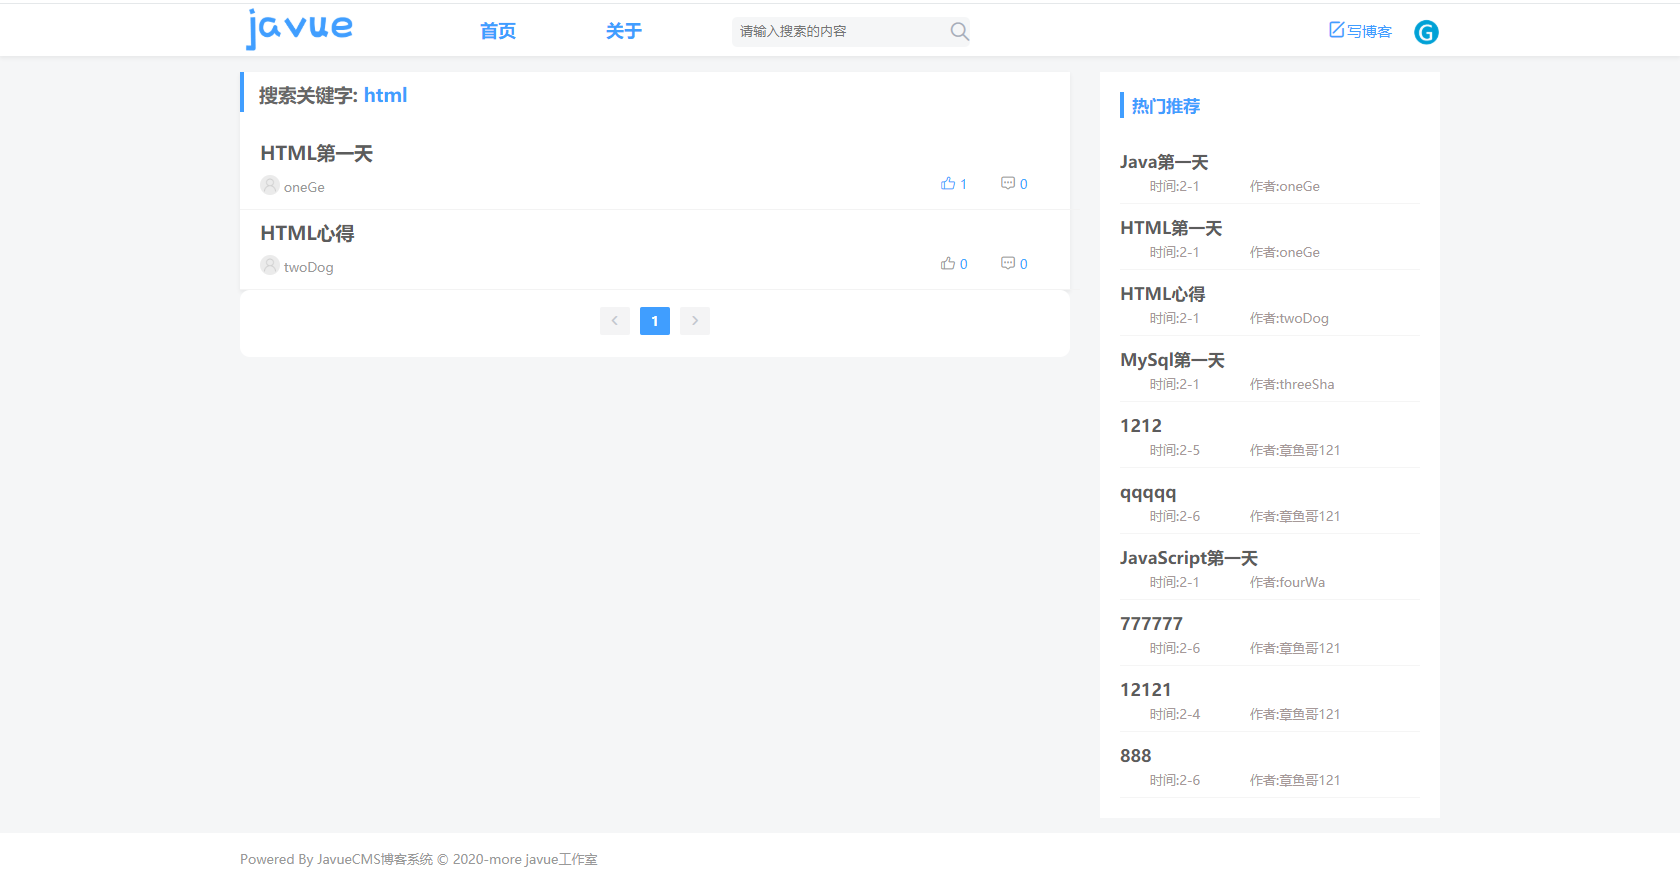 javue
首页
关于
请输入搜索的内容
写博客
G
搜索关键字: html
HTML第一天
oneGe
1
0
HTML心得
twoDog
0
0
1
热门推荐
Java第一天
时间:2-1 作者:oneGe
HTML第一天
时间:2-1 作者:oneGe
HTML心得
时间:2-1 作者:twoDog
MySql第一天
时间:2-1 作者:threeSha
1212
时间:2-5 作者:章鱼哥121
qqqqq
时间:2-6 作者:章鱼哥121
JavaScript第一天
时间:2-1 作者:fourWa
777777
时间:2-6 作者:章鱼哥121
12121
时间:2-4 作者:章鱼哥121
888
时间:2-6 作者:章鱼哥121
Powered By JavueCMS博客系统 © 2020-more javue工作室